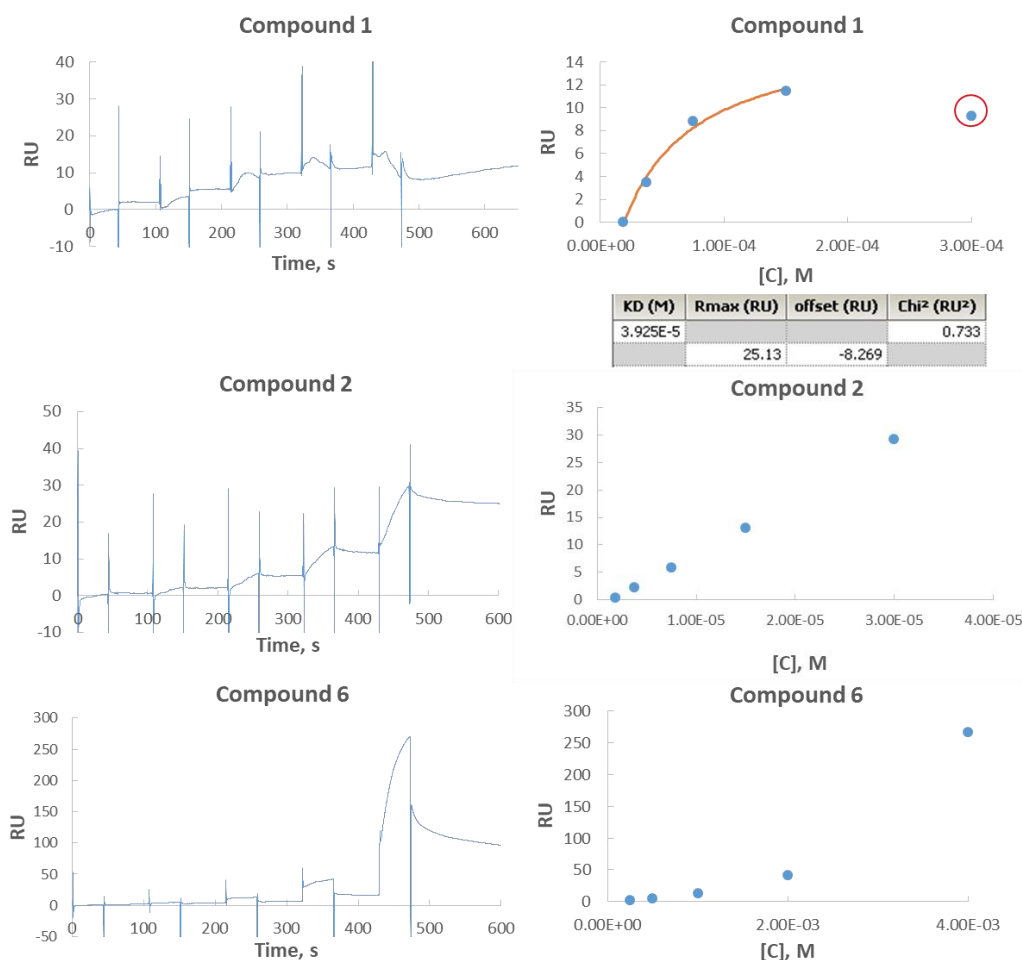 Compound 1
RU
40
30
20
10
0
-10
0 100 200 300 400 500 600
Time, s
Compound 1
RU
14
12
10
8
6
4
2
0
0.00E+00 1.00E-04 2.00E-04 3.00E-04
[C], M
KD (M) Rmax (RU) offset (RU) Chi² (RU²)
3.925E-5 0.733
25.13 -8.269
Compound 2
RU
50
40
30
20
10
0
-10
0 100 200 300 400 500 600
Time, s
Compound 2
RU
35
30
25
20
15
10
5
0
0.00E+00 1.00E-05 2.00E-05 3.00E-05 4.00E-05
[C], M
Compound 6
RU
300
250
200
150
100
50
0
-50
0 100 200 300 400 500 600
Time, s
Compound 6
RU
300
250
200
150
100
50
0
0.00E+00 2.00E-03 4.00E-03
[C], M